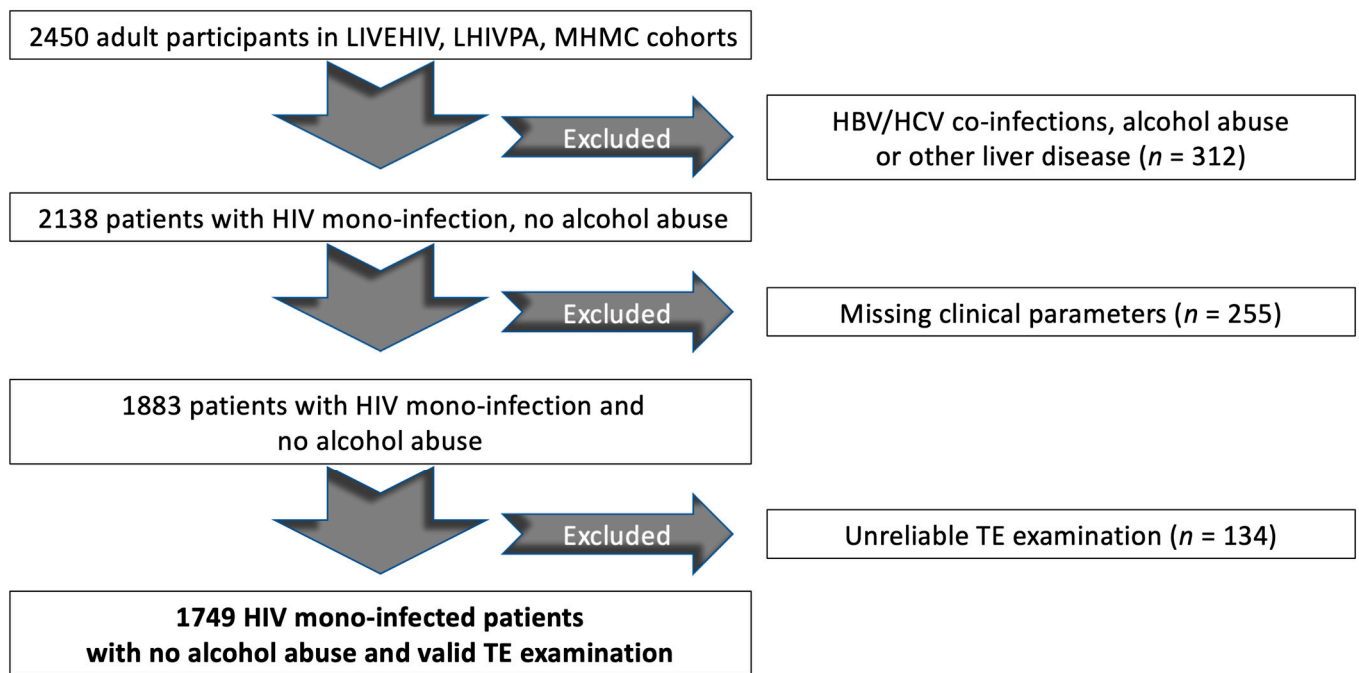 2450 adult participants in LIVEHIV, LHIVPA, MHMC cohorts
Excluded
HBV/HCV co-infections, alcohol abuse
or other liver disease (n = 312)
2138 patients with HIV mono-infection, no alcohol abuse
Excluded
Missing clinical parameters (n = 255)
1883 patients with HIV mono-infection and
no alcohol abuse
Excluded
Unreliable TE examination (n = 134)
1749 HIV mono-infected patients
with no alcohol abuse and valid TE examination